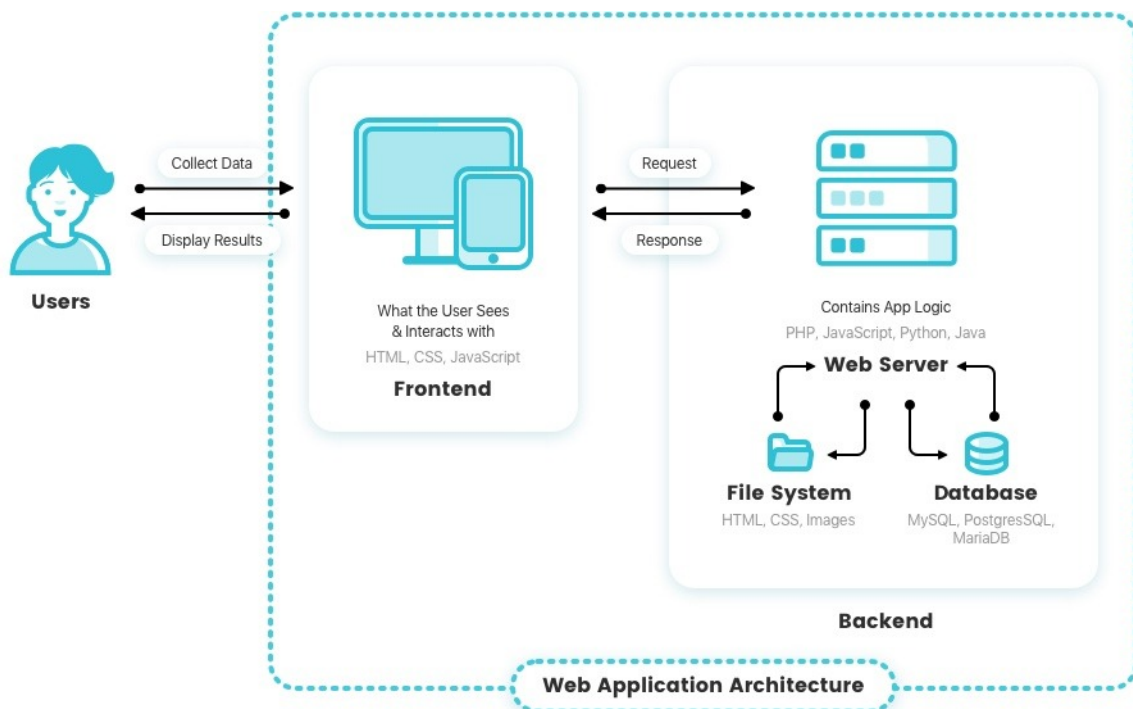 Collect Data
Display Results
Users
What the User Sees
& Interacts with
HTML, CSS, JavaScript
Frontend
Request
Response
Contains App Logic
PHP, JavaScript, Python, Java
Web Server
File System
HTML, CSS, Images
Database
MySQL, PostgresSQL,
MariaDB
Backend
Web Application Architecture